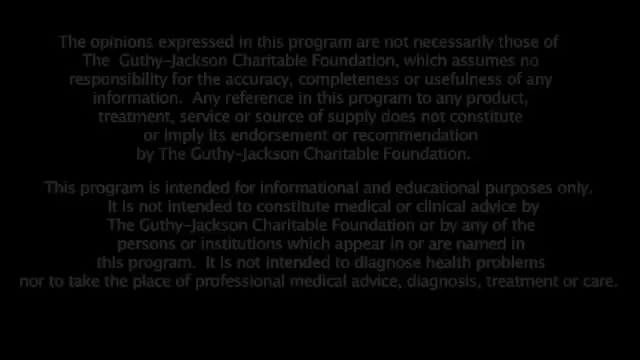 The opinions expressed in this program are not necessarily those of
The Guthy-Jackson Charitable Foundation, which assumes no
responsibility for the accuracy, completeness or usefulness of any
information. Any reference in this program to any product,
treatment, service or source of supply does not constitute
or imply its endorsement or recommendation
by The Guthy-Jackson Charitable Foundation.
This program is intended for informational and educational purposes only.
It is not intended to constitute medical or clinical advice by
The Guthy-Jackson Charitable Foundation or by any of the
persons or institutions which appear in or are named in
this program. It is not intended to diagnose health problems
nor to take the place of professional medical advice, diagnosis, treatment or care.